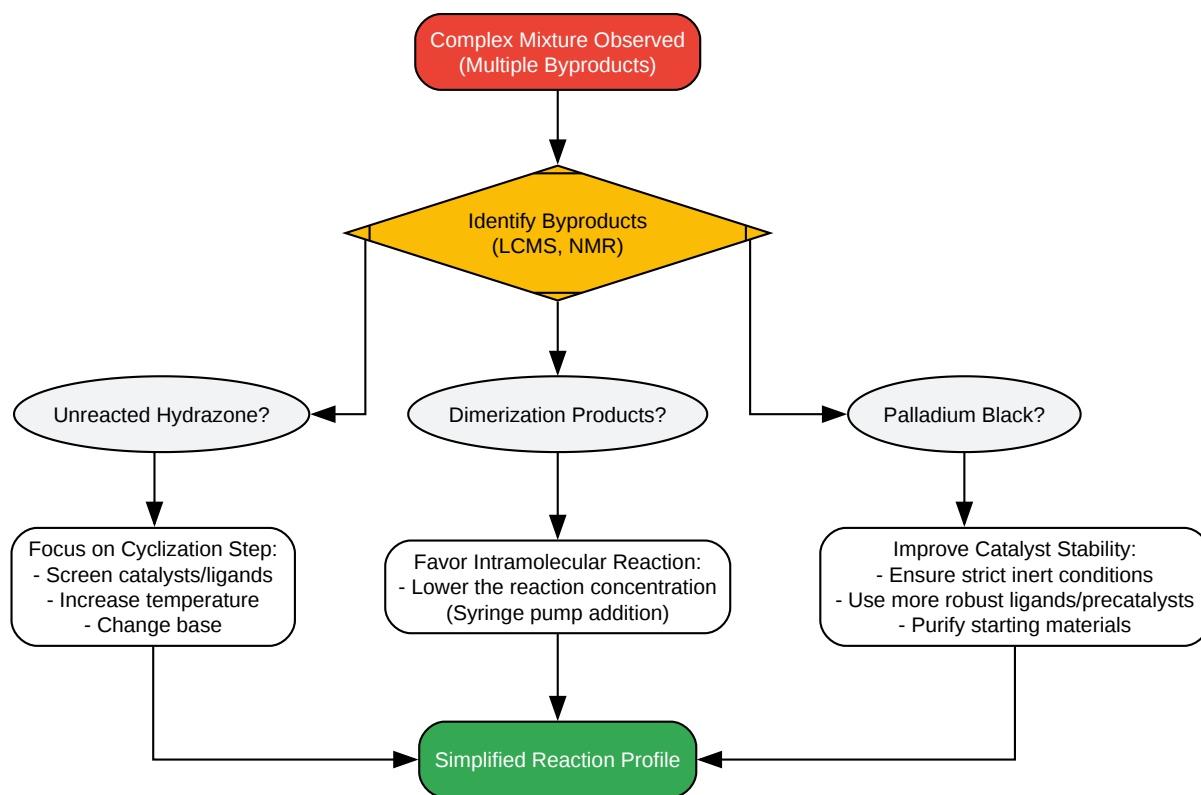 Complex Mixture Observed
(Multiple Byproducts)
Identify Byproducts
(LCMS, NMR)
Unreacted Hydrazone?
Dimerization Products?
Palladium Black?
Focus on Cyclization Step:
- Screen catalysts/ligands
- Increase temperature
- Change base
Favor Intramolecular Reaction:
- Lower the reaction concentration
(Syringe pump addition)
Improve Catalyst Stability:
- Ensure strict inert conditions
- Use more robust ligands/precatalysts
- Purify starting materials
Simplified Reaction Profile